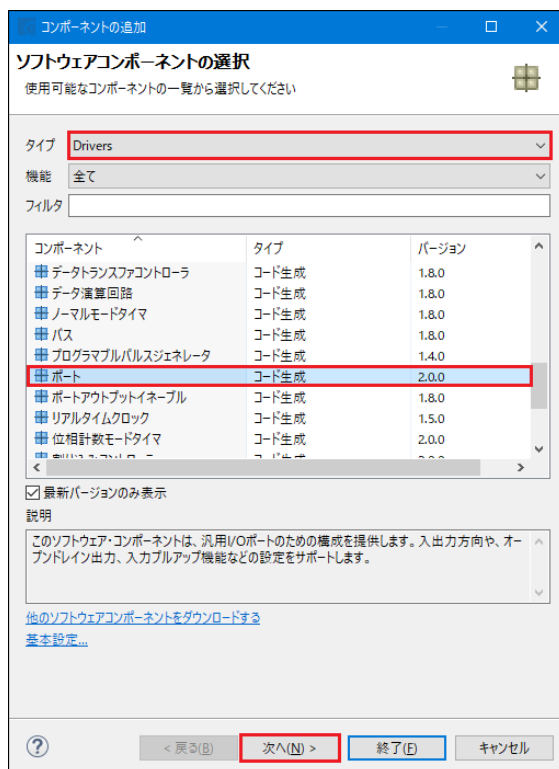 コンポーネントの追加
ソフトウェアコンポーネントの選択
使用可能なコンポーネントの一覧から選択してください
タイプ Drivers
機能 全て
フィルタ
コンポーネント タイプ バージョン
データトランスファコントローラ コード生成 1.8.0
データ演算回路 コード生成 1.8.0
ノーマルモードタイマ コード生成 1.8.0
バス コード生成 1.8.0
プログラマブルパルスジェネレータ コード生成 1.4.0
ポート コード生成 2.0.0
ポートアウトプットイネーブル コード生成 1.8.0
リアルタイムクロック コード生成 1.5.0
位相計数モードタイマ コード生成 2.0.0
最新バージョンのみ表示
説明
このソフトウェア・コンポーネントは、汎用I/Oポートのための構成を提供します。入出力方向や、オー
プンドレイン出力、入力プルアップ機能などの設定をサポートします。
他のソフトウェアコンポーネントをダウンロードする
基本設定...
< 戻る(B) 次へ(N) > 終了(F) キャンセル